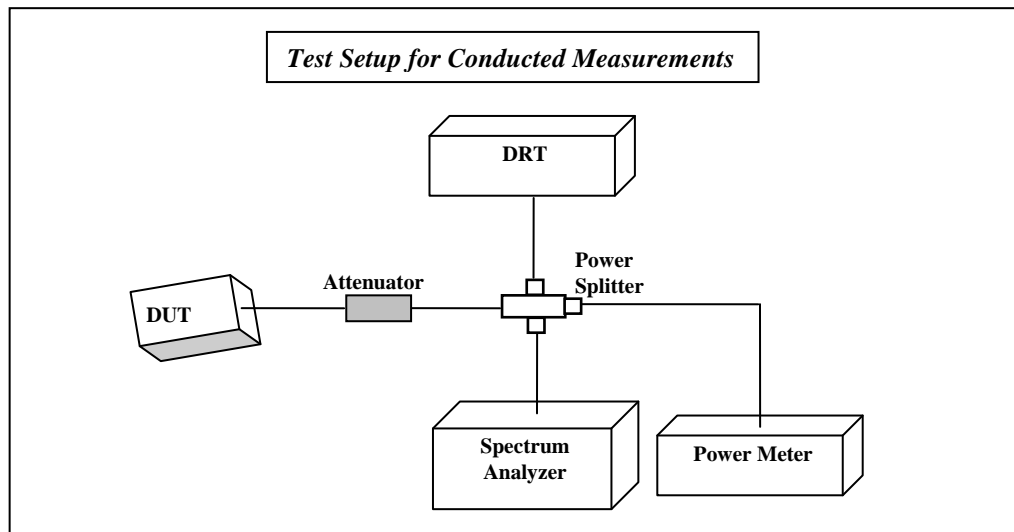 Test Setup for Conducted Measurements
DRT
Power
Splitter
Attenuator
DUT
Spectrum
Analyzer
Power Meter